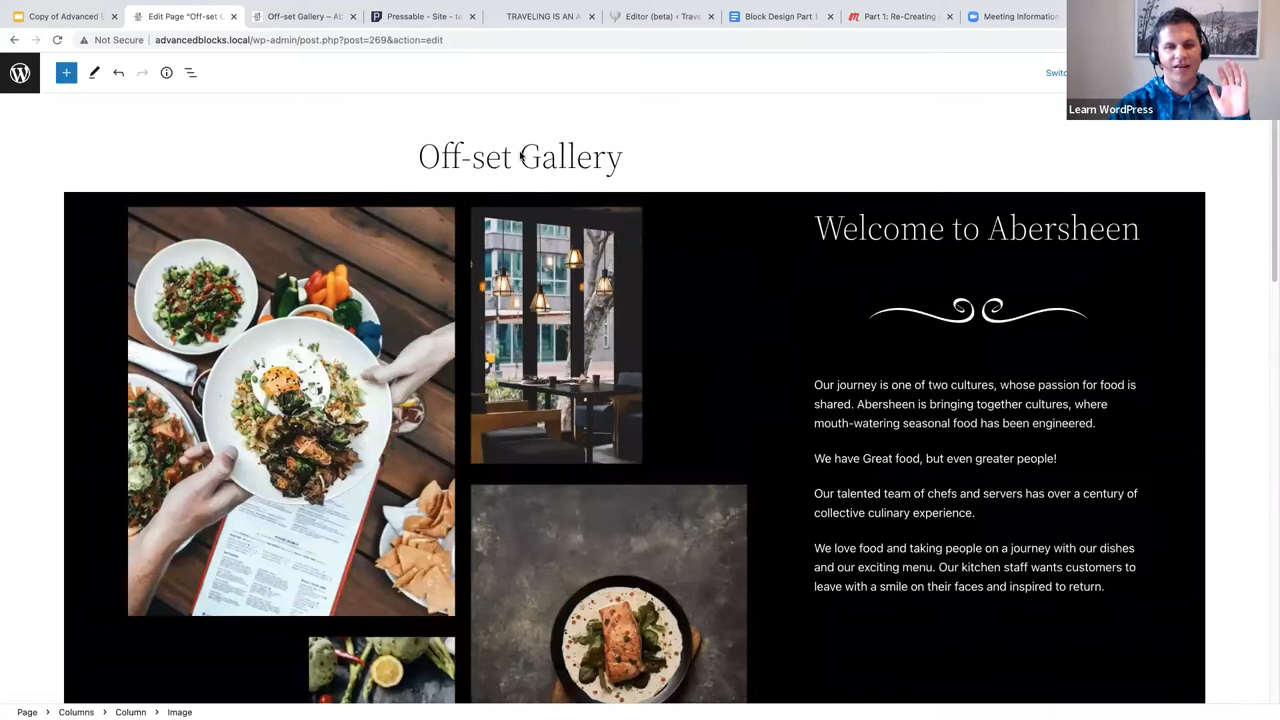 Copy of Advanced B
Edit Page "Off-set G
Off-set Gallery – Ab
Pressable - Site - te
TRAVELING IS AN A
Editor (beta) ‹ Trave
Block Design Part 1
Part 1: Re-Creating
Meeting Information
Not Secure
advancedblocks.local/wp-admin/post.php?post=269&action=edit
Switc
Learn WordPress
Off-set Gallery
Welcome to Abersheen
Our journey is one of two cultures, whose passion for food is
shared. Abersheen is bringing together cultures, where
mouth-watering seasonal food has been engineered.
We have Great food, but even greater people!
Our talented team of chefs and servers has over a century of
collective culinary experience.
We love food and taking people on a journey with our dishes
and our exciting menu. Our kitchen staff wants customers to
leave with a smile on their faces and inspired to return.
Page > Columns > Column > Image